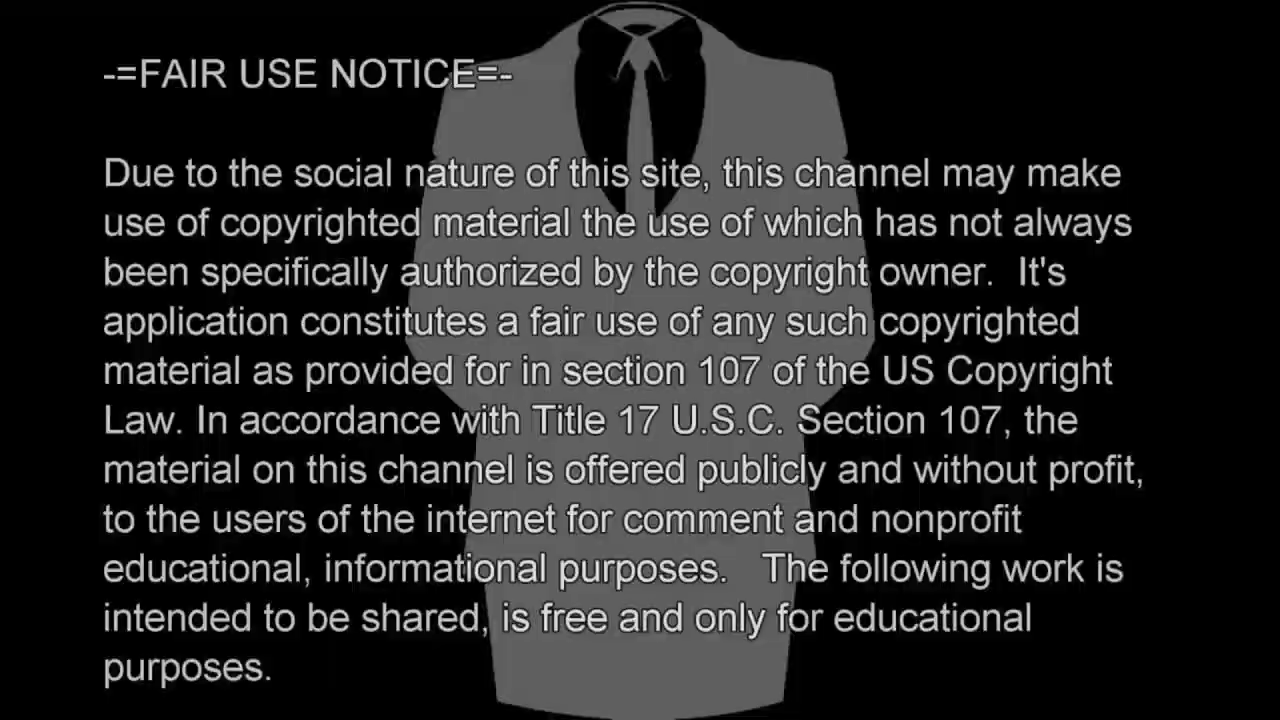 -=FAIR USE NOTICE=-
Due to the social nature of this site, this channel may make
use of copyrighted material the use of which has not always
been specifically authorized by the copyright owner.  It's
application constitutes a fair use of any such copyrighted
material as provided for in section 107 of the US Copyright
Law. In accordance with Title 17 U.S.C. Section 107, the
material on this channel is offered publicly and without profit,
to the users of the internet for comment and nonprofit
educational, informational purposes.   The following work is
intended to be shared, is free and only for educational
purposes.